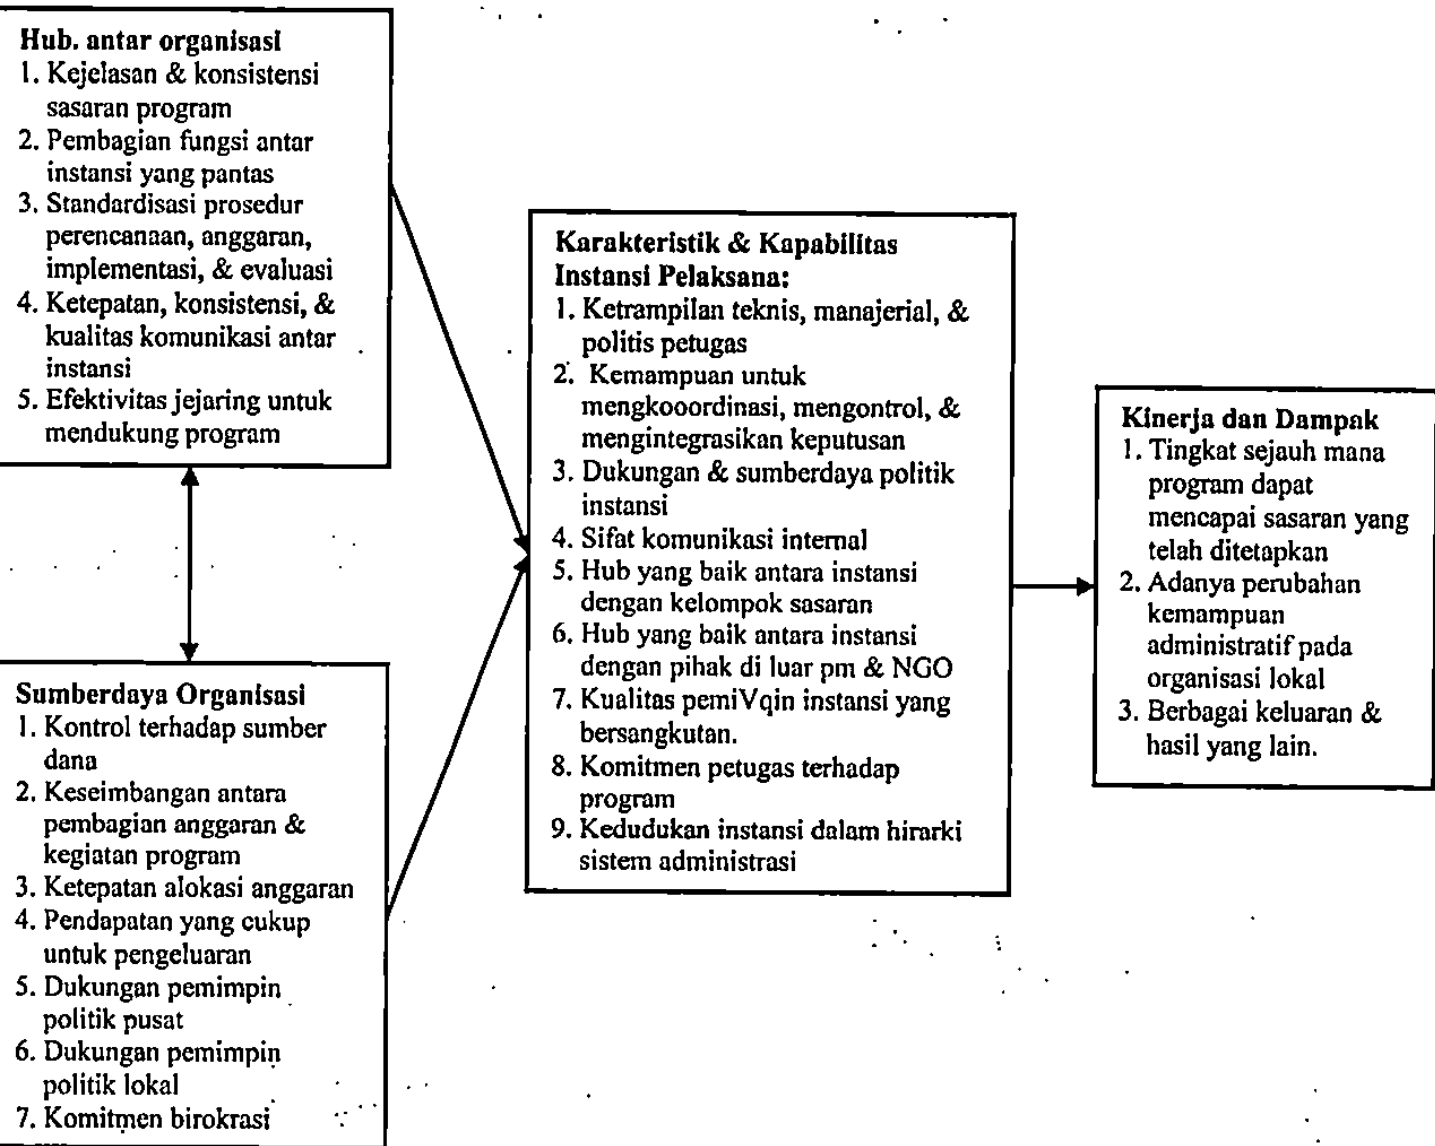 Hub. antar organisasi
1. Kejelasan & konsistensi
sasaran program
2. Pembagian fungsi antar
instansi yang pantas
3. Standardisasi prosedur
perencanaan, anggaran,
implementasi, & evaluasi
4. Ketepatan, konsistensi, &
kualitas komunikasi antar
instansi
5. Efektivitas jejaring untuk
mendukung program
Sumberdaya Organisasi
1. Kontrol terhadap sumber
dana
2. Keseimbangan antara
pembagian anggaran &
kegiatan program
3. Ketepatan alokasi anggaran
4. Pendapatan yang cukup
untuk pengeluaran
5. Dukungan pemimpin
politik pusat
6. Dukungan pemimpin
politik lokal
7. Komitmen birokrasi
Karakteristik & Kapabilitas
Instansi Pelaksana:
1. Ketrampilan teknis, manajerial, &
politis petugas
2. Kemampuan untuk
mengkooordinasi, mengontrol, &
mengintegrasikan keputusan
3. Dukungan & sumberdaya politik
instansi
4. Sifat komunikasi internal
5. Hub yang baik antara instansi
dengan kelompok sasaran
6. Hub yang baik antara instansi
dengan pihak di luar pm & NGO
7. Kualitas pemiVqin instansi yang
bersangkutan.
8. Komitmen petugas terhadap
program
9. Kedudukan instansi dalam hirarki
sistem administrasi
Kinerja dan Dampak
1. Tingkat sejauh mana
program dapat
mencapai sasaran yang
telah ditetapkan
2. Adanya perubahan
kemampuan
administratif pada
organisasi lokal
3. Berbagai keluaran &
hasil yang lain.